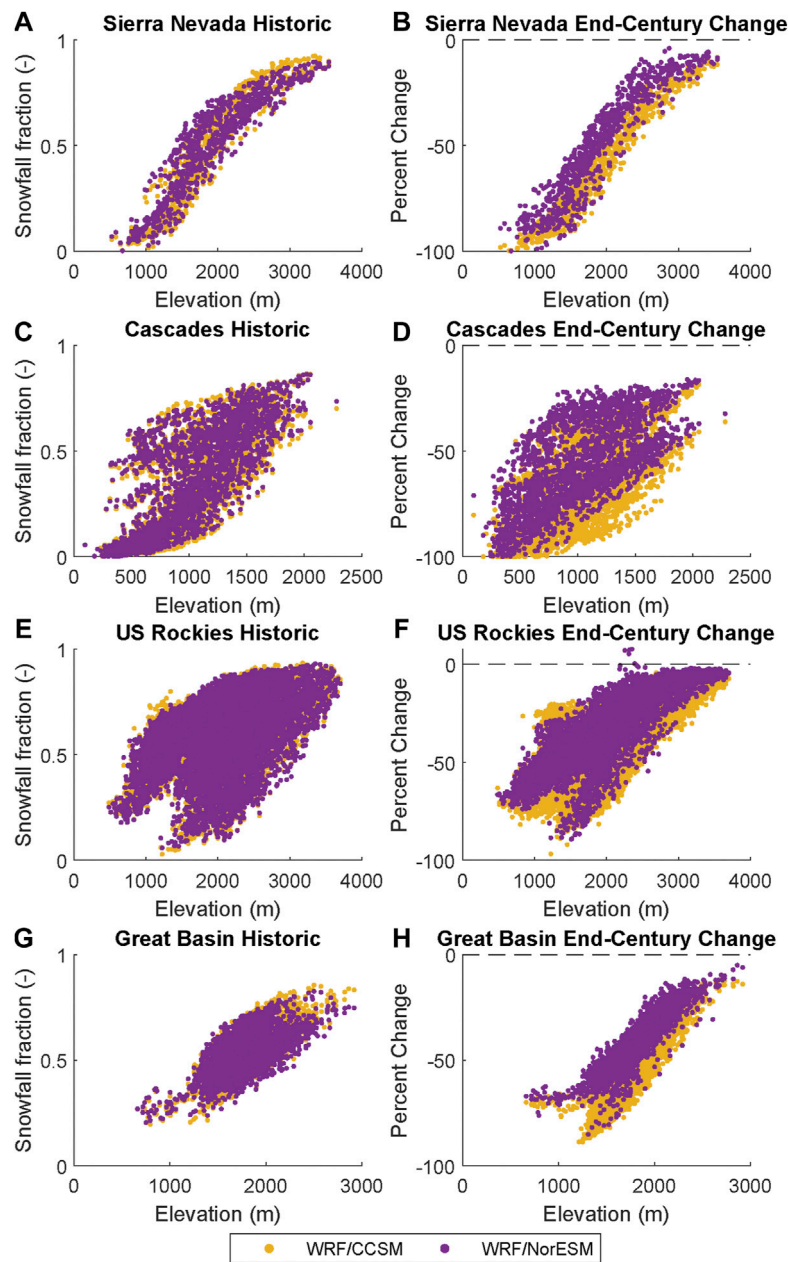 A Sierra Nevada Historic
Snowfall fraction (-)
1
0.5
0
0 1000 2000 3000 4000
Elevation (m)
B Sierra Nevada End-Century Change
Percent Change
0
-50
-100
0 1000 2000 3000 4000
Elevation (m)
C Cascades Historic
Snowfall fraction (-)
1
0.5
0
0 500 1000 1500 2000 2500
Elevation (m)
D Cascades End-Century Change
Percent Change
0
-50
-100
0 500 1000 1500 2000 2500
Elevation (m)
E US Rockies Historic
Snowfall fraction (-)
1
0.5
0
0 1000 2000 3000 4000
Elevation (m)
F US Rockies End-Century Change
Percent Change
0
-50
-100
0 1000 2000 3000 4000
Elevation (m)
G Great Basin Historic
Snowfall fraction (-)
1
0.5
0
0 1000 2000 3000
Elevation (m)
H Great Basin End-Century Change
Percent Change
0
-50
-100
0 1000 2000 3000
Elevation (m)
WRF/CCSM WRF/NorESM